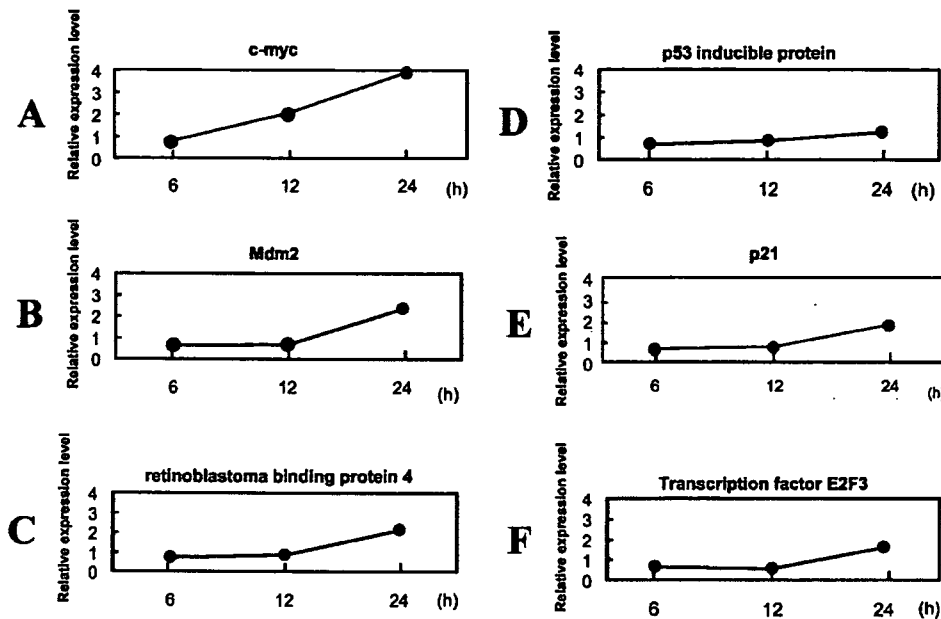 A
c-myc
Relative expression level
4
3
2
1
0
6 12 24 (h)
B
Mdm2
Relative expression level
4
3
2
1
0
6 12 24 (h)
C
retinoblastoma binding protein 4
Relative expression level
4
3
2
1
0
6 12 24 (h)
D
p53 inducible protein
Relative expression level
4
3
2
1
0
6 12 24 (h)
E
p21
Relative expression level
4
3
2
1
0
6 12 24 (h
F
Transcription factor E2F3
Relative expression level
4
3
2
1
0
6 12 24 (h)